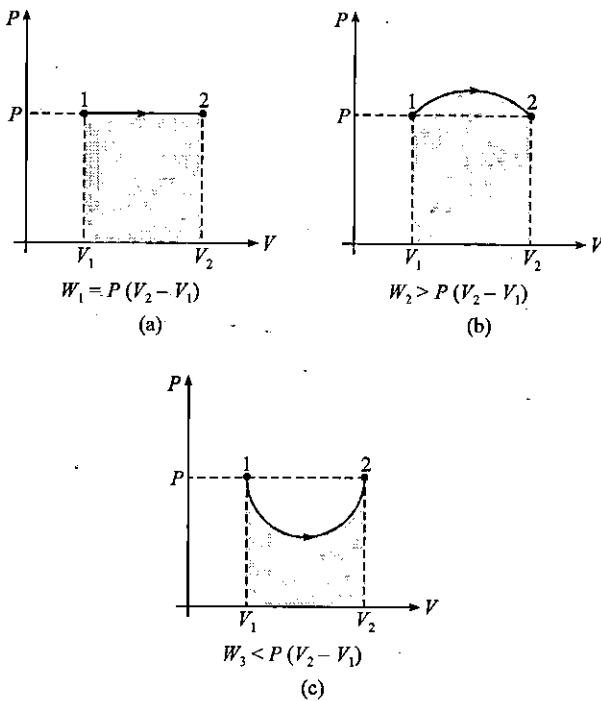 P
P
1 2
1 2
P
P
V₁ V₂ V
V₁ V₂ V
W₁ = P (V₂ – V₁)
W₂ > P (V₂ – V₁)
(a)
(b)
P
1 2
P
V₁ V₂ V
W₃ < P (V₂ – V₁)
(c)